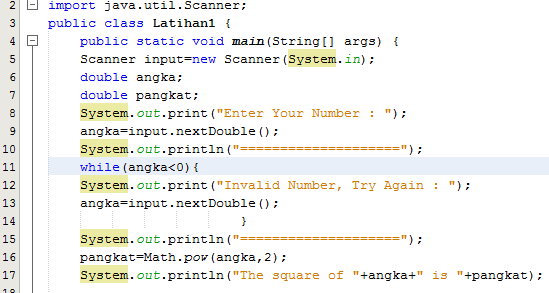 2 import java.util.Scanner;
3 public class Latihan1 {
4 public static void main(String[] args) {
5 Scanner input=new Scanner(System.in);
6 double angka;
7 double pangkat;
8 System.out.print("Enter Your Number : ");
9 angka=input.nextDouble();
10 System.out.println("====================");
11 while(angka<0){
12 System.out.print("Invalid Number, Try Again : ");
13 angka=input.nextDouble();
14 }
15 System.out.println("====================");
16 pangkat=Math.pow(angka,2);
17 System.out.println("The square of "+angka+" is "+pangkat);